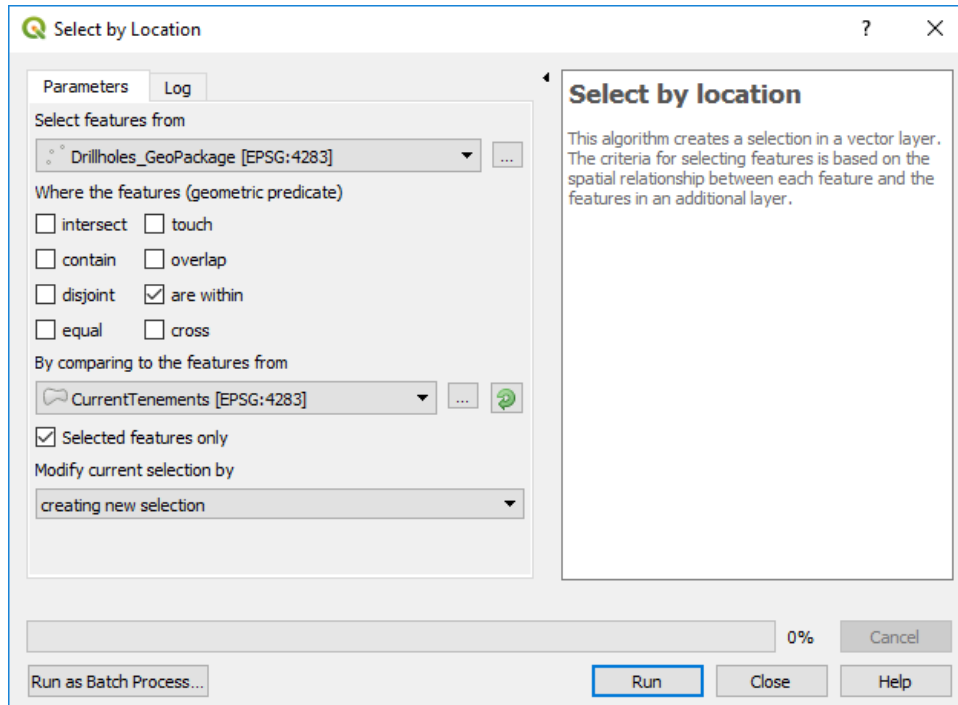 Select by Location
?
Parameters
Log
Select features from
Drillholes_GeoPackage [EPSG:4283]
...
Where the features (geometric predicate)
intersect
touch
contain
overlap
disjoint
are within
equal
cross
By comparing to the features from
CurrentTenements [EPSG:4283]
...
Selected features only
Modify current selection by
creating new selection
Select by location
This algorithm creates a selection in a vector layer.
The criteria for selecting features is based on the
spatial relationship between each feature and the
features in an additional layer.
0%
Cancel
Run as Batch Process...
Run
Close
Help